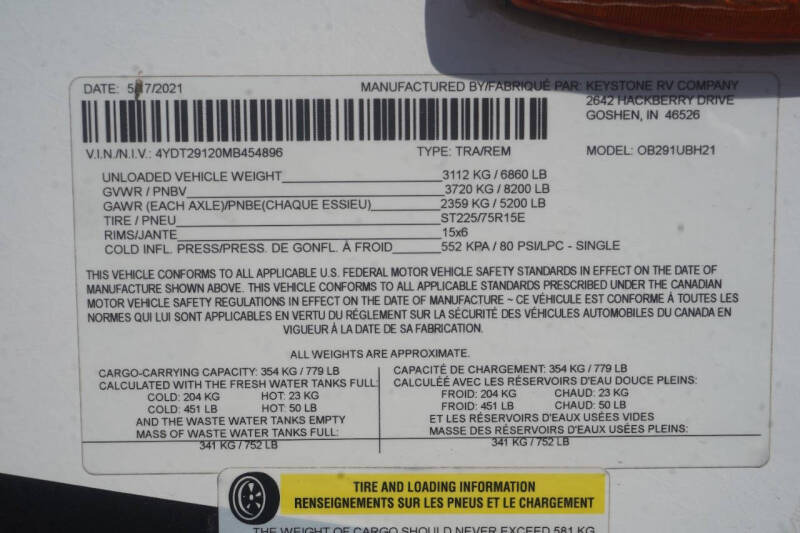 DATE: 5/17/2021 MANUFACTURED BY/FABRIQUÉ PAR: KEYSTONE RV COMPANY
2642 HACKBERRY DRIVE
GOSHEN, IN 46526
V.I.N./N.I.V.: 4YDT29120MB454896 TYPE: TRA/REM MODEL: OB291UBH21
UNLOADED VEHICLE WEIGHT 3112 KG / 6860 LB
GVWR / PNBV 3720 KG / 8200 LB
GAWR (EACH AXLE)/PNBE(CHAQUE ESSIEU) 2359 KG / 5200 LB
TIRE / PNEU ST225/75R15E
RIMS/JANTE 15x6
COLD INFL. PRESS/PRESS. DE GONFL. À FROID 552 KPA / 80 PSI/LPC - SINGLE
THIS VEHICLE CONFORMS TO ALL APPLICABLE U.S. FEDERAL MOTOR VEHICLE SAFETY STANDARDS IN EFFECT ON THE DATE OF
MANUFACTURE SHOWN ABOVE. THIS VEHICLE CONFORMS TO ALL APPLICABLE STANDARDS PRESCRIBED UNDER THE CANADIAN
MOTOR VEHICLE SAFETY REGULATIONS IN EFFECT ON THE DATE OF MANUFACTURE ~ CE VÉHICULE EST CONFORME À TOUTES LES
NORMES QUI LUI SONT APPLICABLES EN VERTU DU RÉGLEMENT SUR LA SÉCURITÉ DES VÉHICULES AUTOMOBILES DU CANADA EN
VIGUEUR À LA DATE DE SA FABRICATION.
ALL WEIGHTS ARE APPROXIMATE.
CARGO-CARRYING CAPACITY: 354 KG / 779 LB
CALCULATED WITH THE FRESH WATER TANKS FULL:
COLD: 204 KG HOT: 23 KG
COLD: 451 LB HOT: 50 LB
AND THE WASTE WATER TANKS EMPTY
MASS OF WASTE WATER TANKS FULL:
341 KG / 752 LB
CAPACITÉ DE CHARGEMENT: 354 KG / 779 LB
CALCULÉE AVEC LES RÉSERVOIRS D'EAU DOUCE PLEINS:
FROID: 204 KG CHAUD: 23 KG
FROID: 451 LB CHAUD: 50 LB
ET LES RÉSERVOIRS D'EAUX USÉES VIDES
MASSE DES RÉSERVOIRS D'EAUX USÉES PLEINS:
341 KG / 752 LB
TIRE AND LOADING INFORMATION
RENSEIGNEMENTS SUR LES PNEUS ET LE CHARGEMENT
THE WEIGHT OF CARGO SHOULD NEVER EXCEED 581 KG